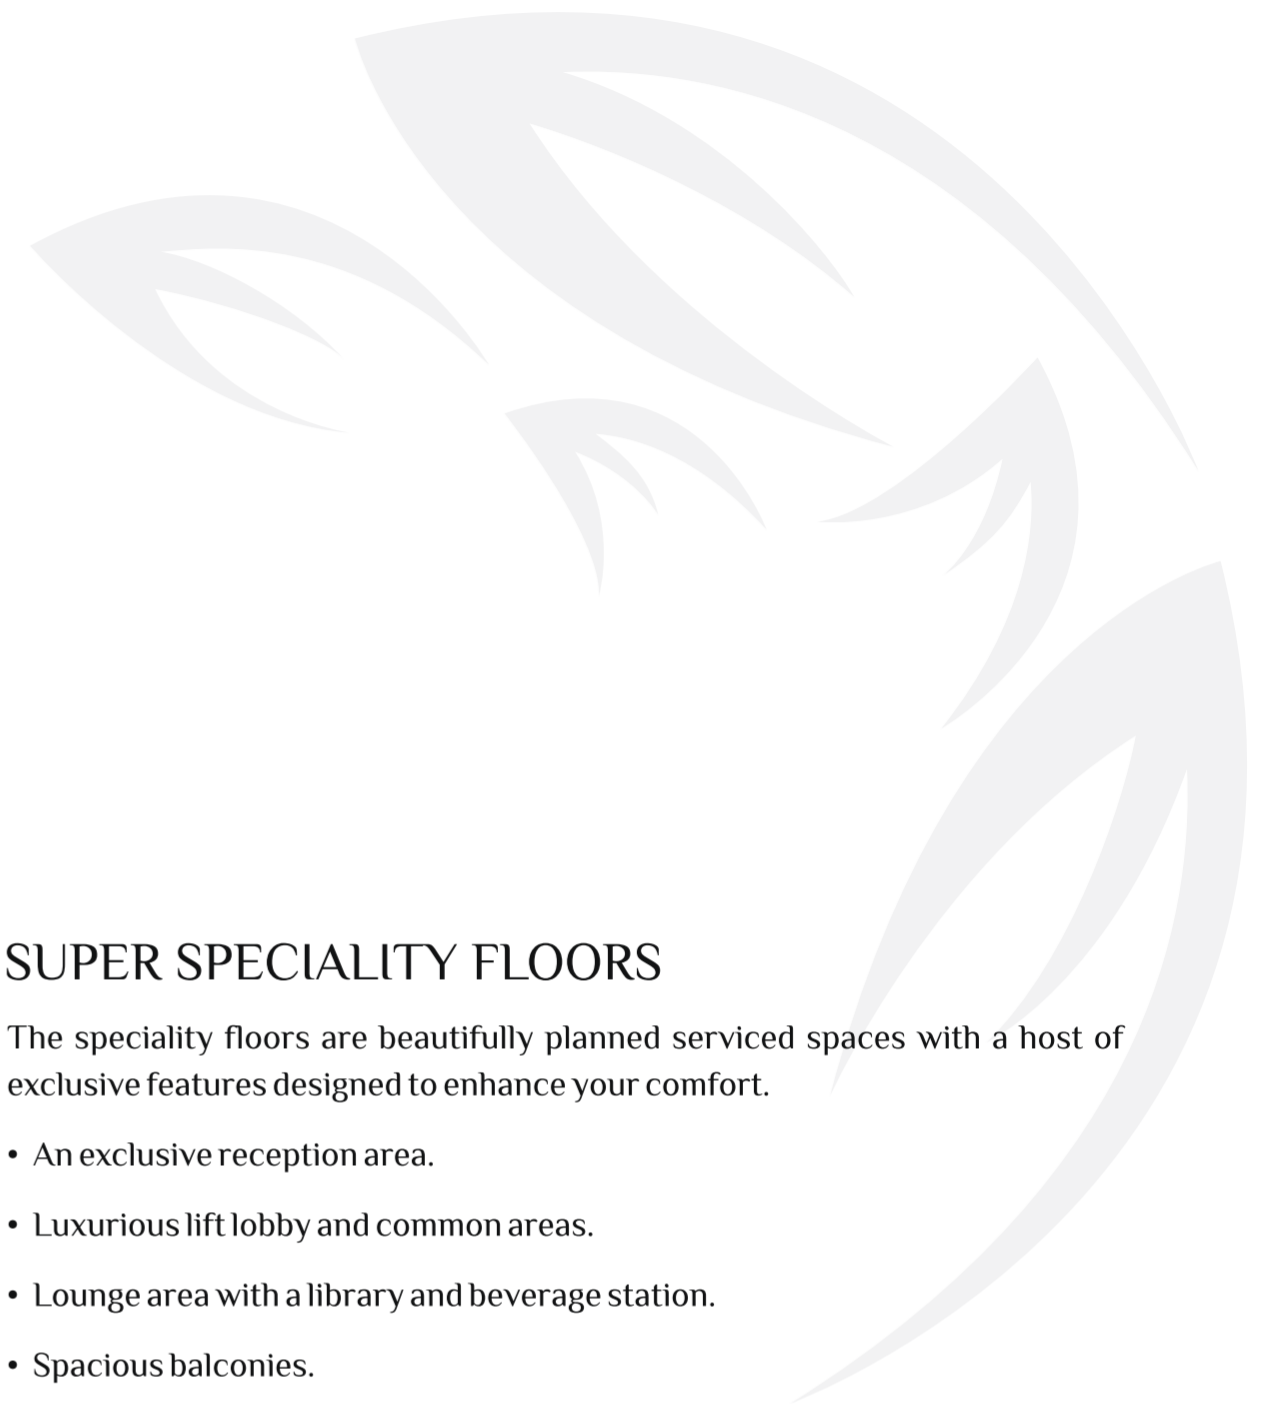 SUPER SPECIALITY FLOORS
The speciality floors are beautifully planned serviced spaces with a host of
exclusive features designed to enhance your comfort.
• An exclusive reception area.
• Luxurious lift lobby and common areas.
• Lounge area with a library and beverage station.
• Spacious balconies.